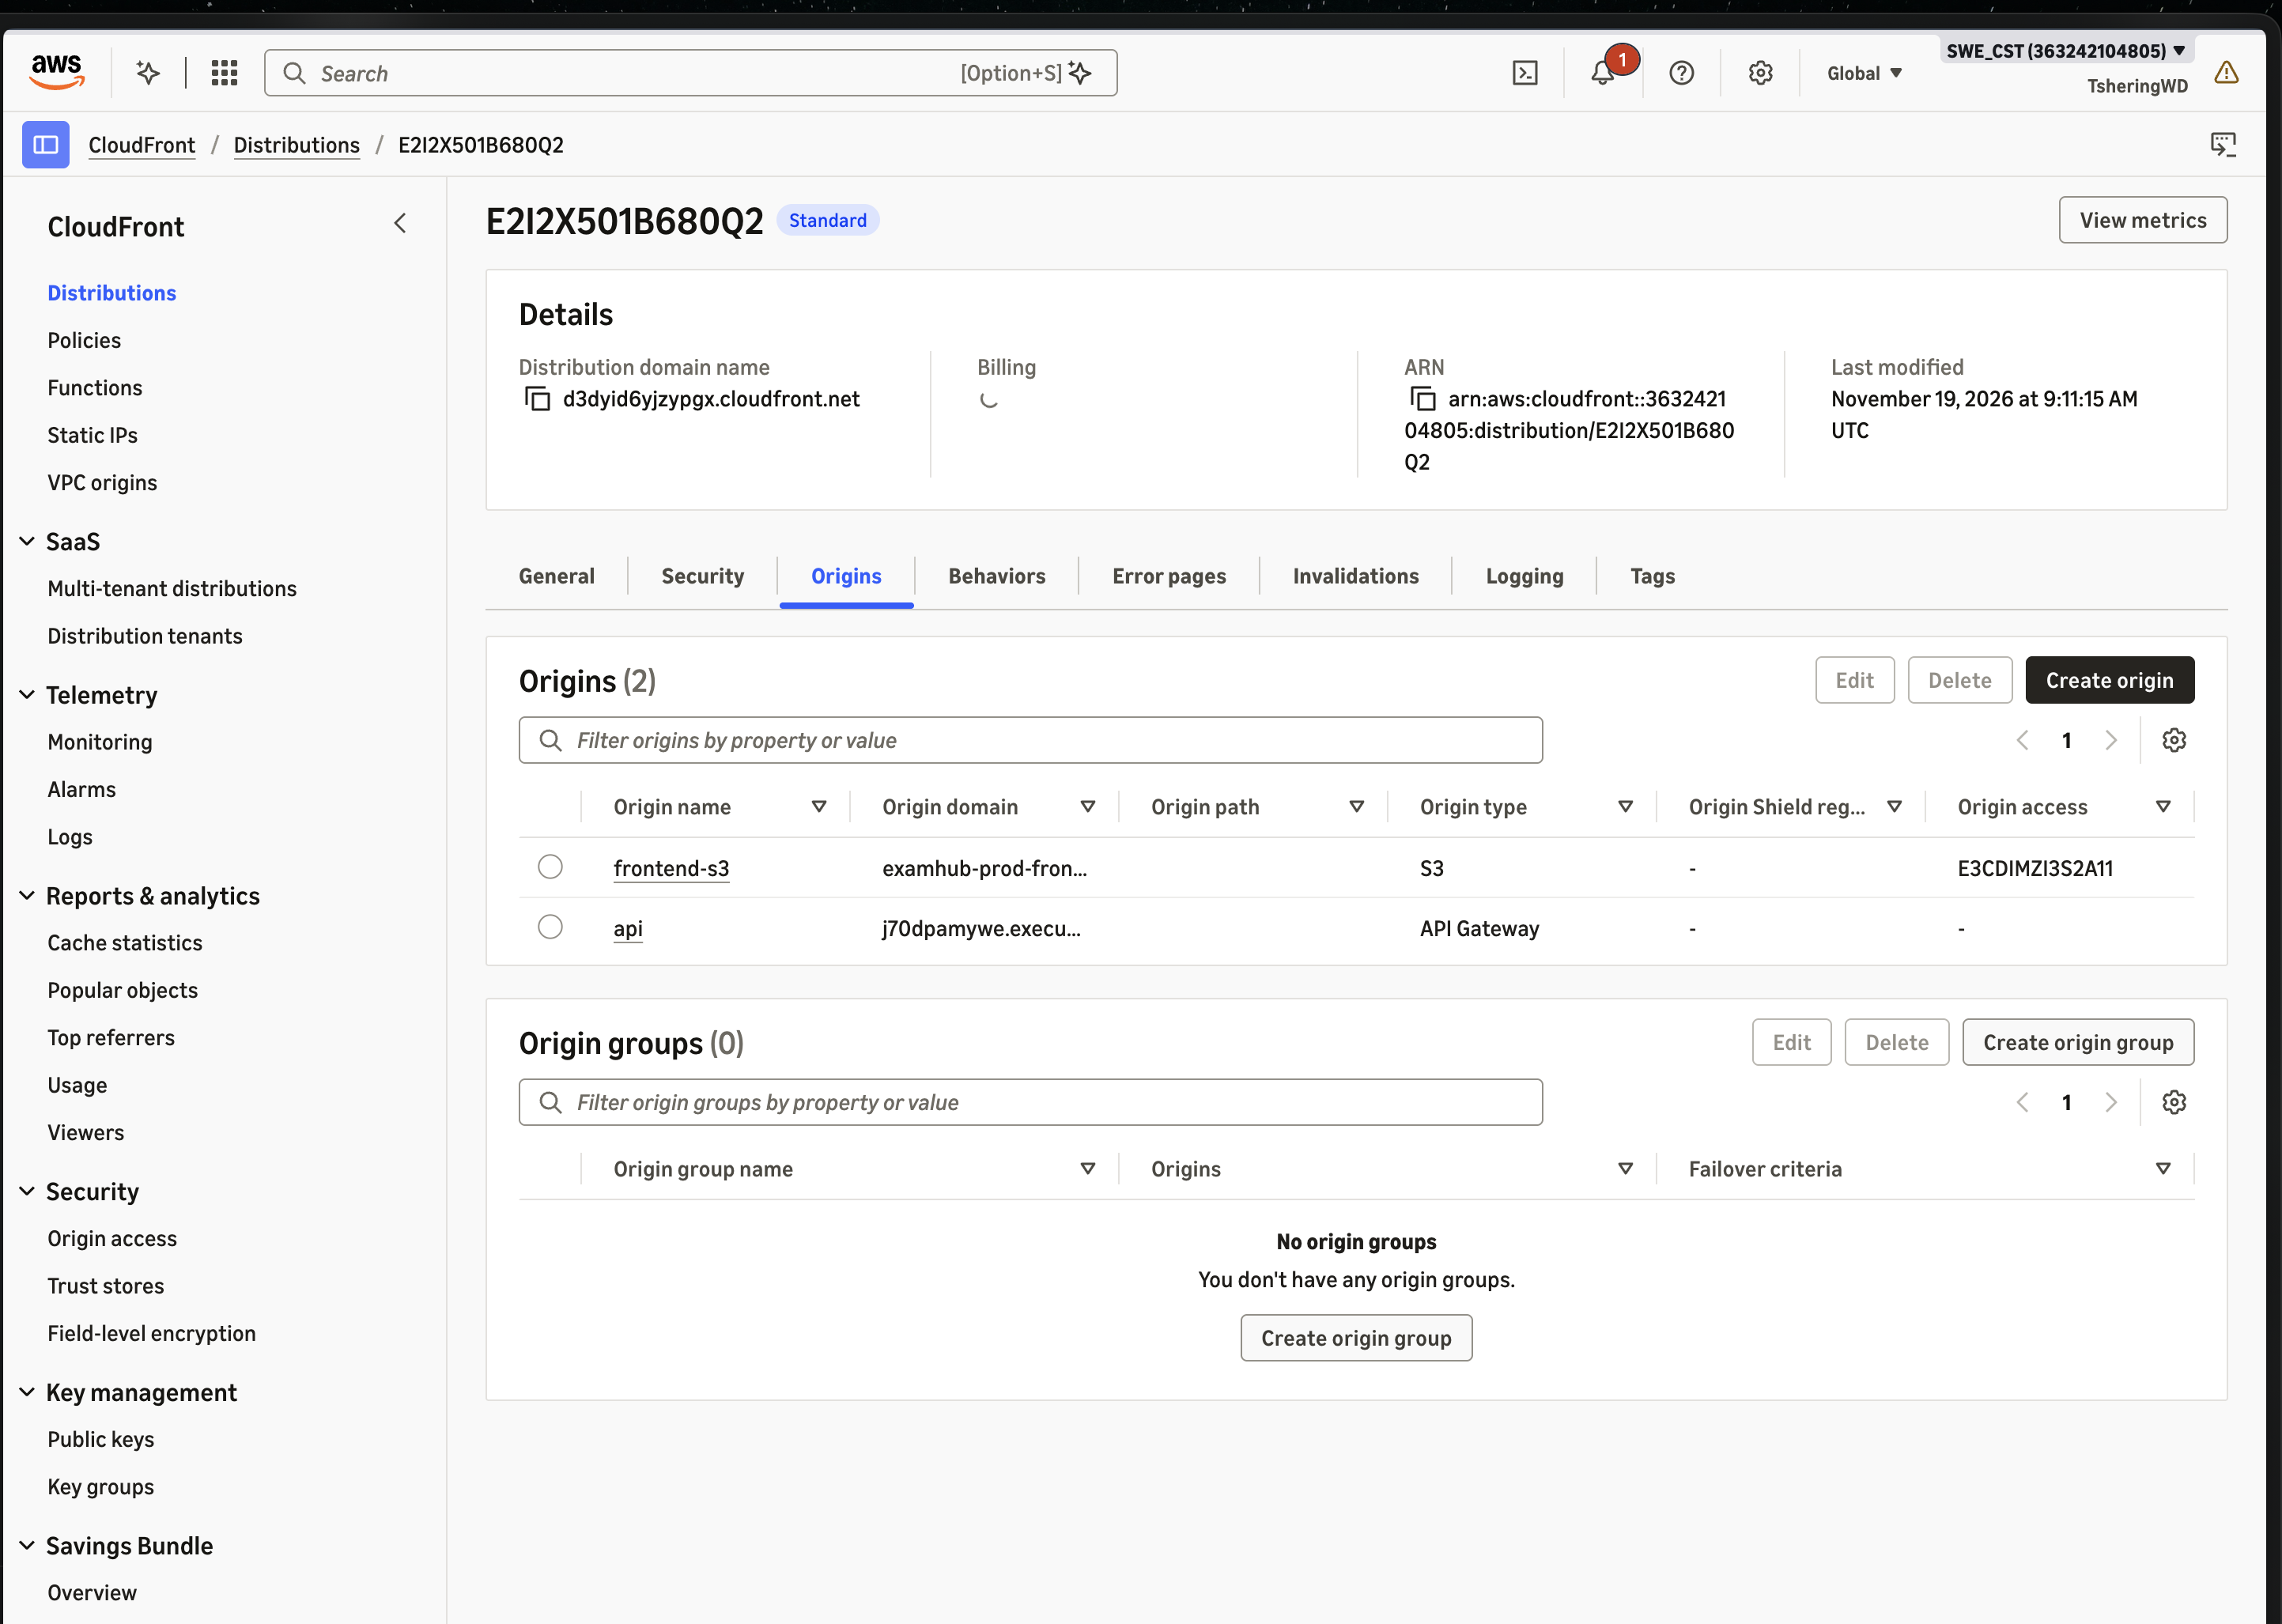 aws
Search [Option+S]
1
Global
SWE_CST (363242104805)
TsheringWD
CloudFront / Distributions / E2I2X501B680Q2
CloudFront
Distributions
Policies
Functions
Static IPs
VPC origins
SaaS
Multi-tenant distributions
Distribution tenants
Telemetry
Monitoring
Alarms
Logs
Reports & analytics
Cache statistics
Popular objects
Top referrers
Usage
Viewers
Security
Origin access
Trust stores
Field-level encryption
Key management
Public keys
Key groups
Savings Bundle
Overview
E2I2X501B680Q2 Standard
View metrics
Details
Distribution domain name
d3dyid6yjzypgx.cloudfront.net
Billing
ARN
arn:aws:cloudfront::3632421
04805:distribution/E2I2X501B680
Q2
Last modified
November 19, 2026 at 9:11:15 AM
UTC
General Security Origins Behaviors Error pages Invalidations Logging Tags
Origins (2)
Edit Delete Create origin
Filter origins by property or value
1
Origin name Origin domain Origin path Origin type Origin Shield reg... Origin access
frontend-s3 examhub-prod-fron... S3 - E3CDIMZI3S2A11
api j70dpamywe.execu... API Gateway - -
Origin groups (0)
Edit Delete Create origin group
Filter origin groups by property or value
1
Origin group name Origins Failover criteria
No origin groups
You don't have any origin groups.
Create origin group